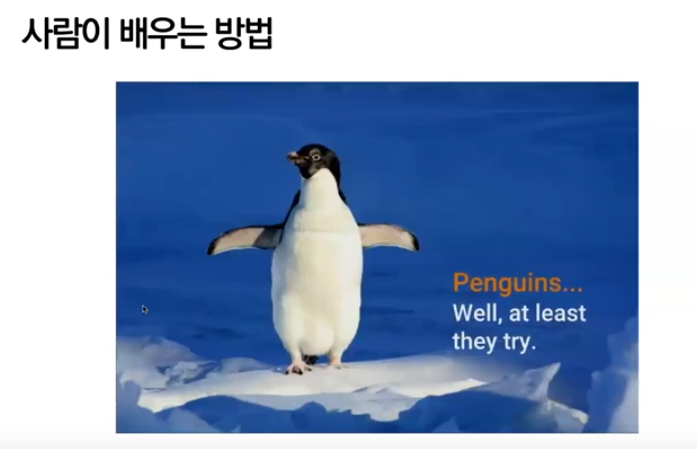 사람이 배우는 방법
Penguins...
Well, at least
they try.